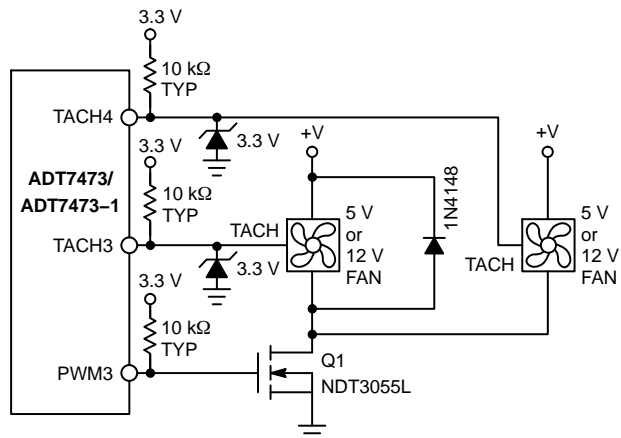 3.3 V
10 kΩ
TYP
TACH4
3.3 V
+V
+V
3.3 V
ADT7473/
ADT7473–1
10 kΩ
TYP
1N4148
TACH
5 V
or
12 V
FAN
5 V
or
12 V
FAN
TACH3
TACH
3.3 V
3.3 V
10 kΩ
TYP
Q1
PWM3
NDT3055L